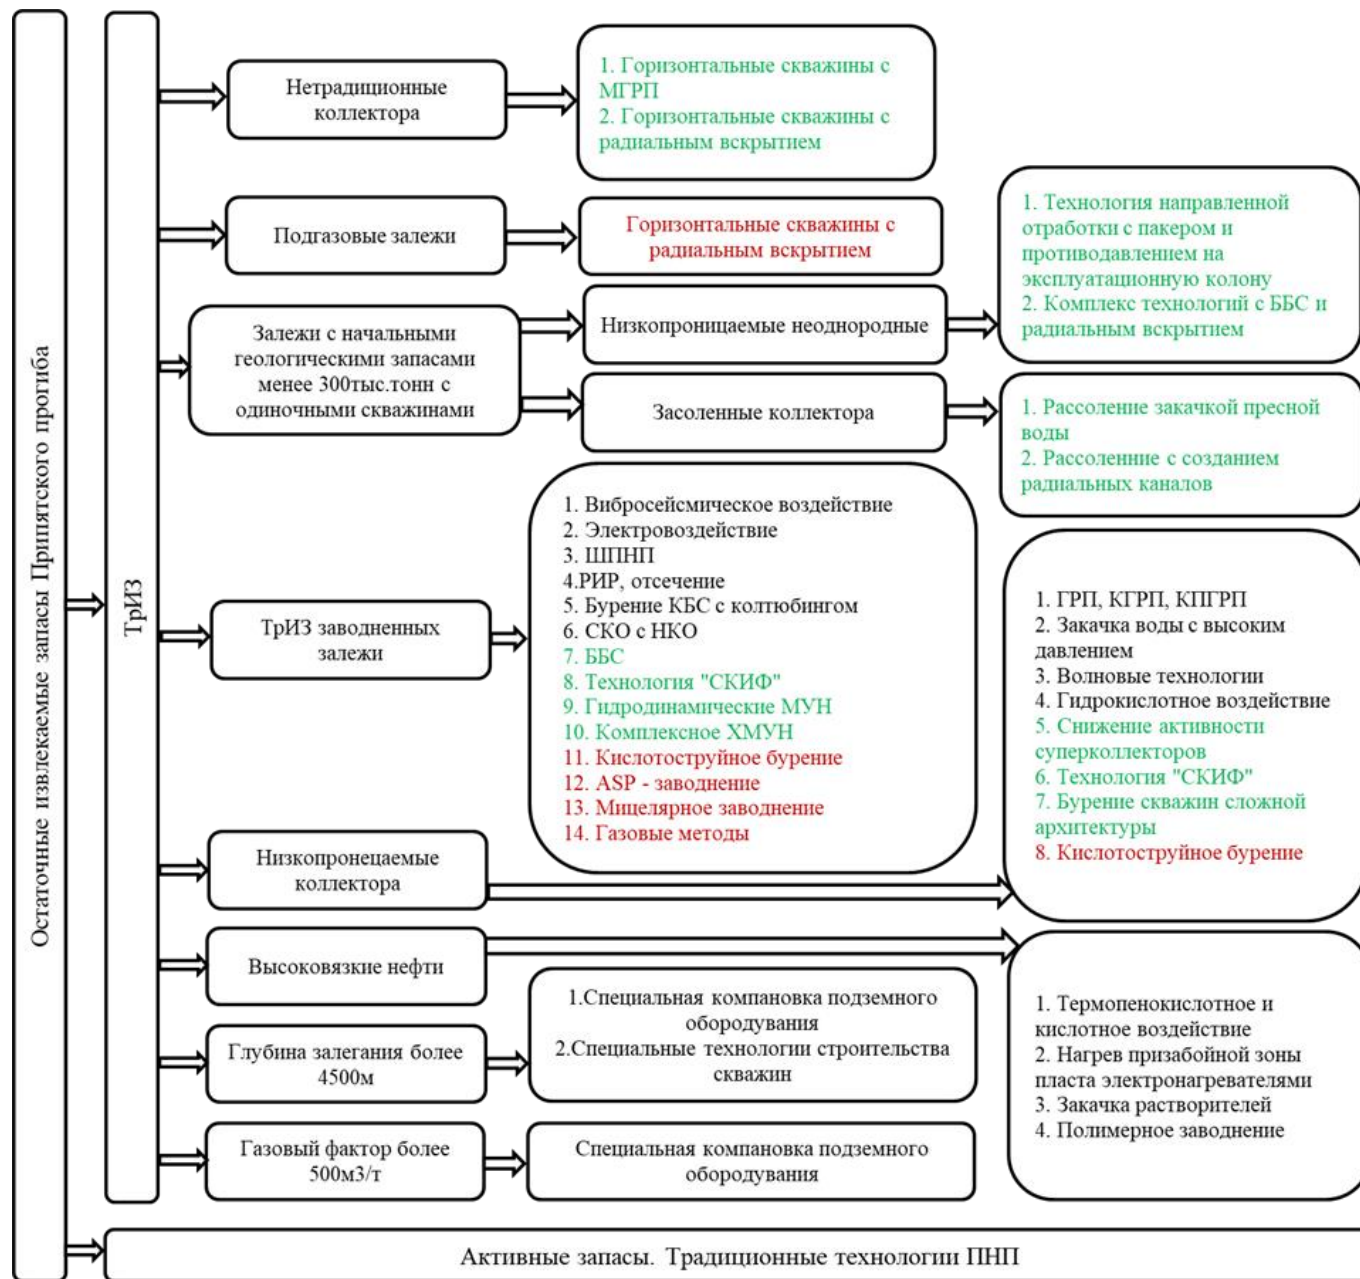 Остаточные извлекаемые запасы Припятского прогиба
ТрИЗ
Нетрадиционные
коллектора
1. Горизонтальные скважины с
МГРП
2. Горизонтальные скважины с
радиальным вскрытием
Подгазовые залежи
Горизонтальные скважины с
радиальным вскрытием
Залежи с начальными
геологическими запасами
менее 300тыс.тонн с
одиночными скважинами
Низкопроницаемые неоднородные
1. Технология направленной
отработки с пакером и
противодавлением на
эксплуатационную колону
2. Комплекс технологий с ББС и
радиальным вскрытием
Засоленные коллектора
1. Рассоление закачкой пресной
воды
2. Рассоленние с созданием
радиальных каналов
ТрИЗ заводненных
залежи
1. Вибросейсмическое воздействие
2. Электровоздействие
3. ШПНП
4.РИР, отсечение
5. Бурение КБС с колтюбингом
6. СКО с НКО
7. ББС
8. Технология "СКИФ"
9. Гидродинамические МУН
10. Комплексное ХМУН
11. Кислотоструйное бурение
12. ASP - заводнение
13. Мицелярное заводнение
14. Газовые методы
Низкопронецаемые
коллектора
1. ГРП, КГРП, КПГРП
2. Закачка воды с высоким
давлением
3. Волновые технологии
4. Гидрокислотное воздействие
5. Снижение активности
суперколлекторов
6. Технология "СКИФ"
7. Бурение скважин сложной
архитектуры
8. Кислотоструйное бурение
Высоковязкие нефти
1. Термопенокислотное и
кислотное воздействие
2. Нагрев призабойной зоны
пласта электронагревателями
3. Закачка растворителей
4. Полимерное заводнение
Глубина залегания более
4500м
1.Специальная компановка подземного
обородувания
2.Специальные технологии строительства
скважин
Газовый фактор более
500м3/т
Специальная компановка подземного
обородувания
Активные запасы. Традиционные технологии ПНП